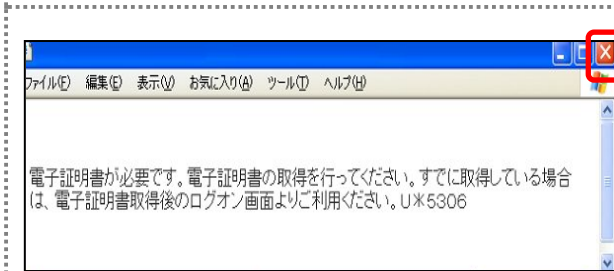 ファイル(F) 編集(E) 表示(V) お気に入り(A) ツール(T) ヘルプ(H)
電子証明書が必要です。電子証明書の取得を行ってください。すでに取得している場合
は、電子証明書取得後のログオン画面よりご利用ください。U＊5306